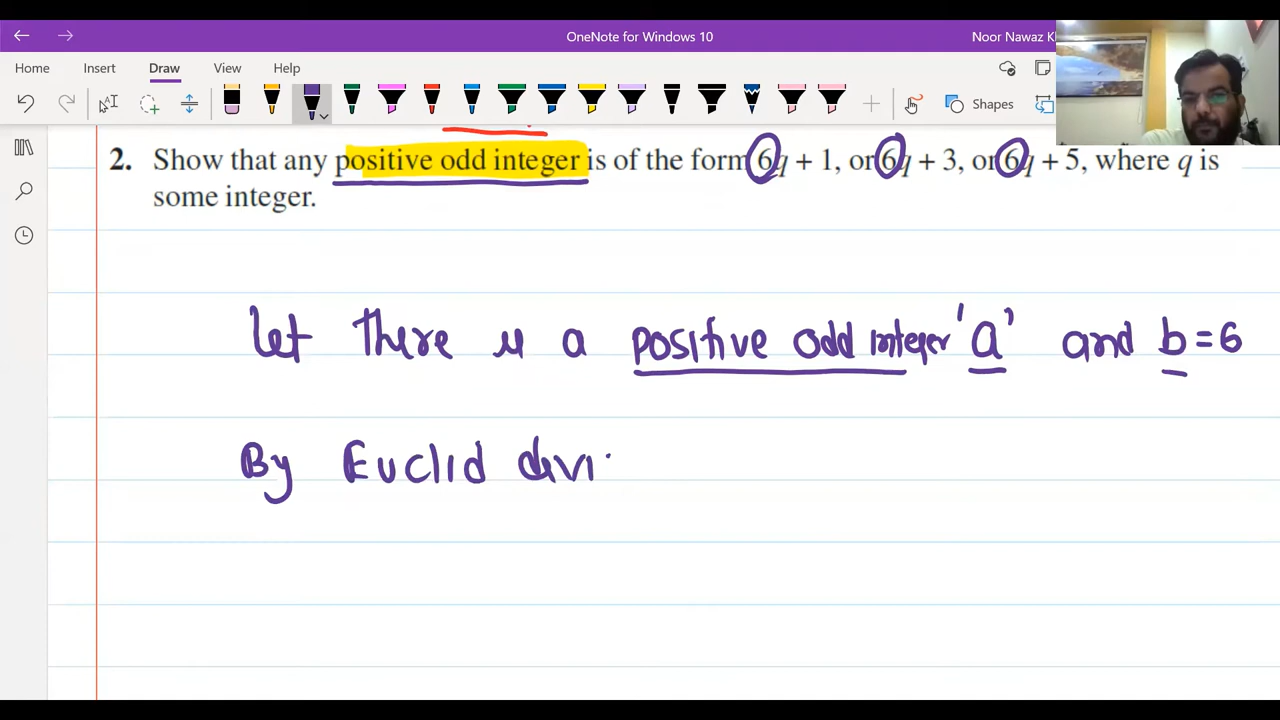 OneNote for Windows 10
Noor Nawaz K
Home Insert Draw View Help
Shapes
2. Show that any positive odd integer is of the form 6q + 1, or 6q + 3, or 6q + 5, where q is
some integer.
Let there is a positive odd integer 'a' and b = 6
By Euclid divi